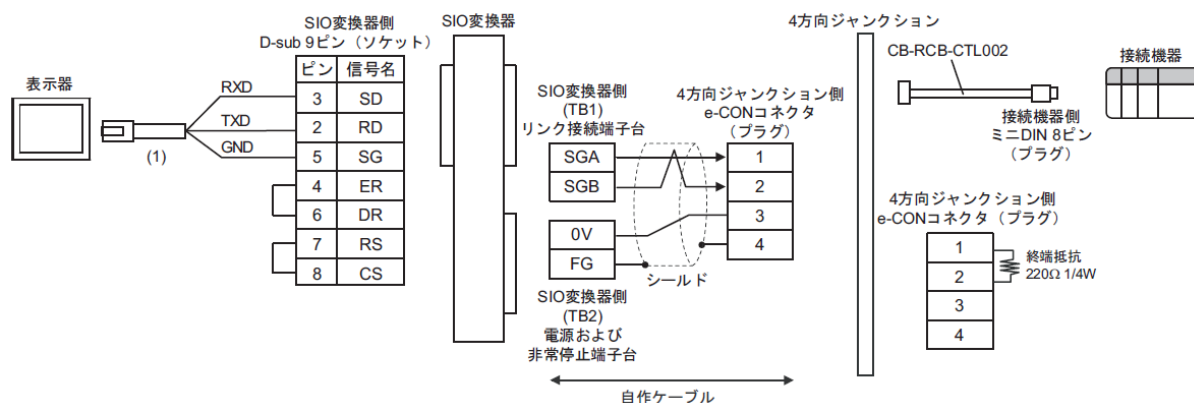 表示器
RXD
TXD
GND
(1)
SIO変換器側
D-sub 9ピン（ソケット）
ピン 信号名
3 SD
2 RD
5 SG
4 ER
6 DR
7 RS
8 CS
SIO変換器
SIO変換器側
(TB1)
リンク接続端子台
SGA
SGB
0V
FG
SIO変換器側
(TB2)
電源および
非常停止端子台
シールド
4方向ジャンクション側
e-CONコネクタ
（プラグ）
1
2
3
4
自作ケーブル
4方向ジャンクション
CB-RCB-CTL002
接続機器側
ミニDIN 8ピン
（プラグ）
接続機器
4方向ジャンクション側
e-CONコネクタ（プラグ）
1
2
3
4
終端抵抗
220Ω 1/4W